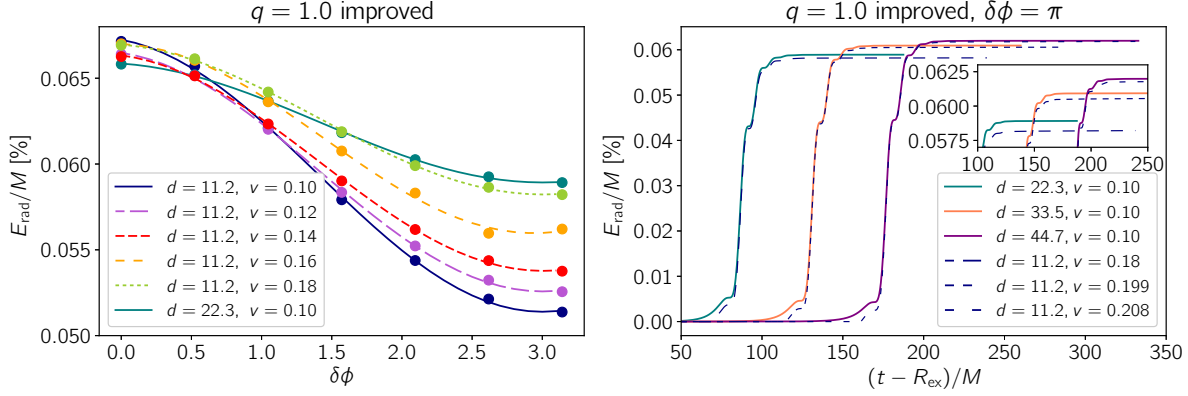 q = 1.0 improved
E_rad/M [%]
0.065
0.060
0.055
0.050
d = 11.2, v = 0.10
d = 11.2, v = 0.12
d = 11.2, v = 0.14
d = 11.2, v = 0.16
d = 11.2, v = 0.18
d = 22.3, v = 0.10
0.0 0.5 1.0 1.5 2.0 2.5 3.0
δϕ
q = 1.0 improved, δϕ = π
E_rad/M [%]
0.06
0.05
0.04
0.03
0.02
0.01
0.00
0.0625
0.0600
0.0575
100 150 200 250
d = 22.3, v = 0.10
d = 33.5, v = 0.10
d = 44.7, v = 0.10
d = 11.2, v = 0.18
d = 11.2, v = 0.199
d = 11.2, v = 0.208
50 100 150 200 250 300 350
(t − R_ex)/M